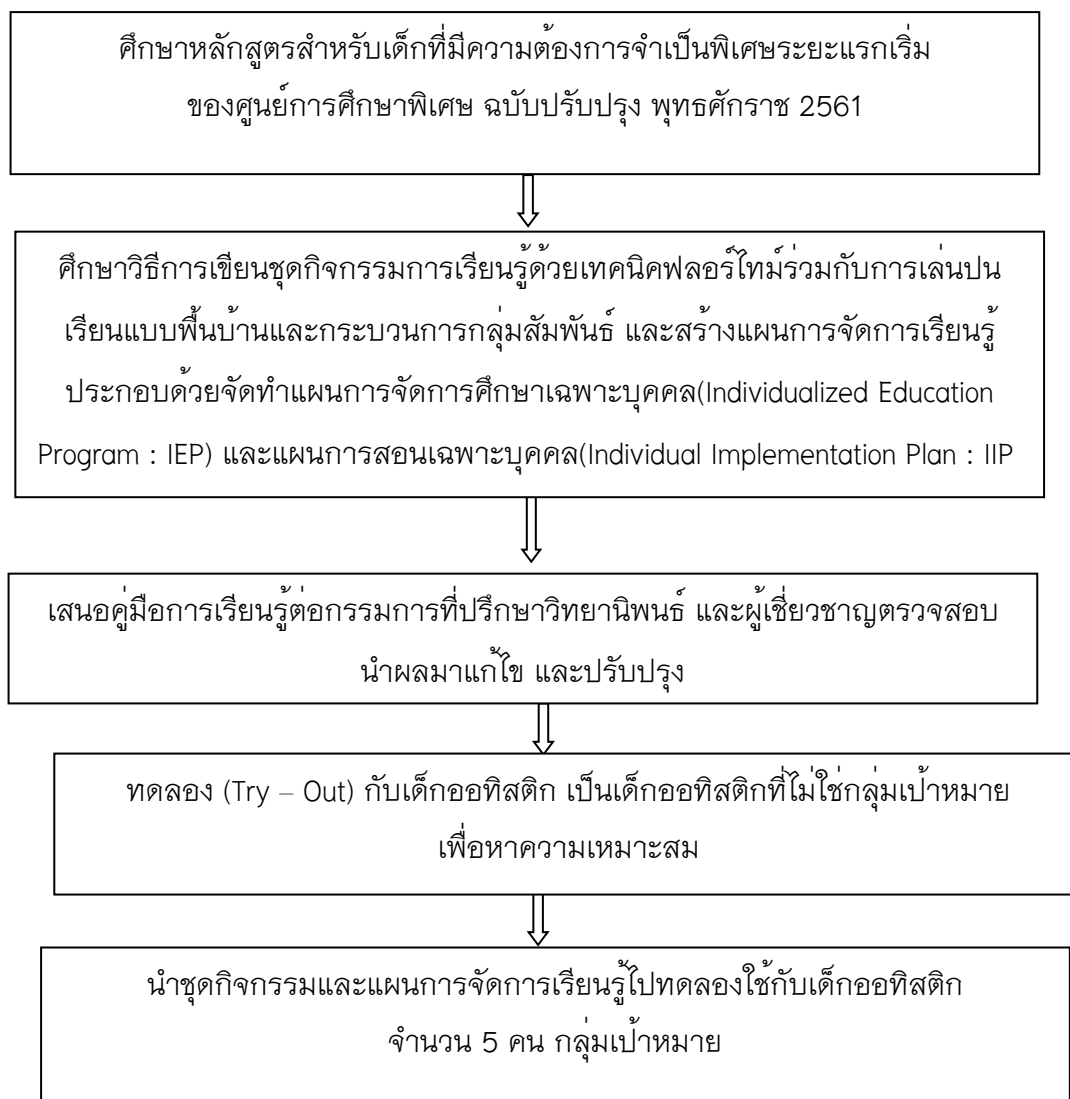 ศึกษาหลักสูตรสำหรับเด็กที่มีความต้องการจำเป็นพิเศษระยะแรกเริ่ม
ของศูนย์การศึกษาพิเศษ ฉบับปรับปรุง พุทธศักราช 2561
ศึกษาวิธีการเขียนชุดกิจกรรมการเรียนรู้ด้วยเทคนิคฟลอร์ไทม์ร่วมกับการเล่นปน
เรียนแบบพื้นบ้านและกระบวนการกลุ่มสัมพันธ์ และสร้างแผนการจัดการเรียนรู้
ประกอบด้วยจัดทำแผนการจัดการศึกษาเฉพาะบุคคล(Individualized Education
Program : IEP) และแผนการสอนเฉพาะบุคคล(Individual Implementation Plan : IIP
เสนอคู่มือการเรียนรู้ต่อกรรมการที่ปรึกษาวิทยานิพนธ์ และผู้เชี่ยวชาญตรวจสอบ
นำผลมาแก้ไข และปรับปรุง
ทดลอง (Try – Out) กับเด็กออทิสติก เป็นเด็กออทิสติกที่ไม่ใช่กลุ่มเป้าหมาย
เพื่อหาความเหมาะสม
นำชุดกิจกรรมและแผนการจัดการเรียนรู้ไปทดลองใช้กับเด็กออทิสติก
จำนวน 5 คน กลุ่มเป้าหมาย